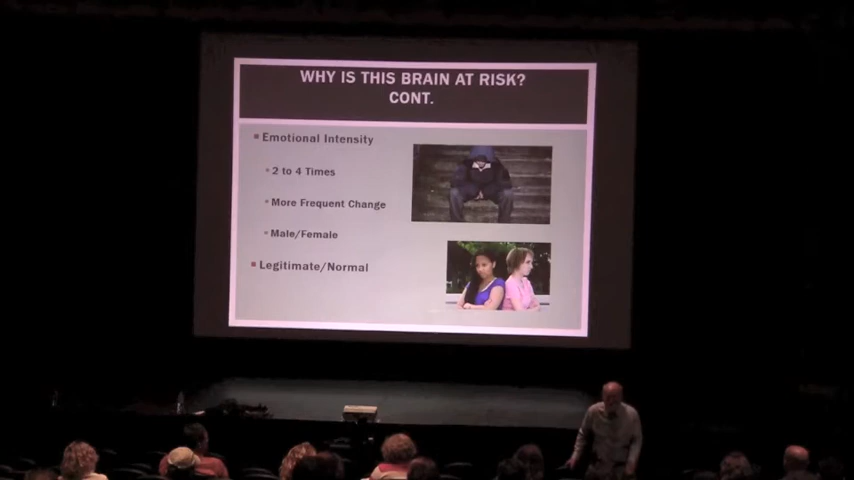 WHY IS THIS BRAIN AT RISK?
CONT.
Emotional Intensity
2 to 4 Times
More Frequent Change
Male/Female
Legitimate/Normal